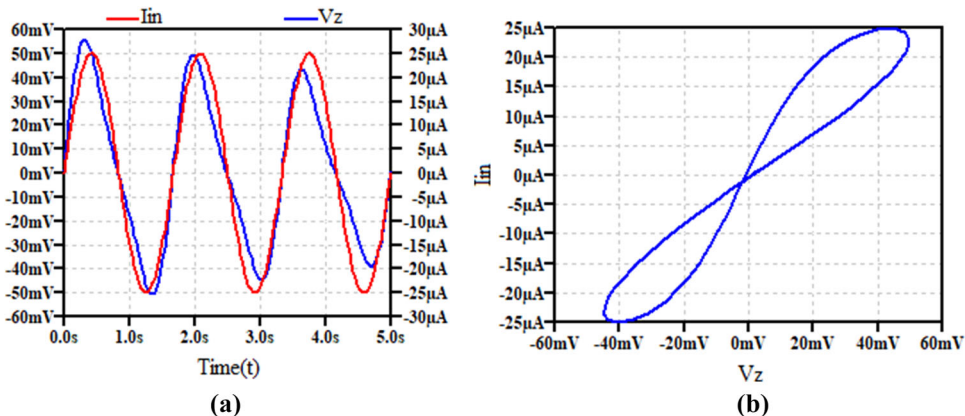 Iin Vz
60mV
50mV
40mV
30mV
20mV
10mV
0mV
-10mV
-20mV
-30mV
-40mV
-50mV
-60mV
30µA
25µA
20µA
15µA
10µA
5µA
0µA
-5µA
-10µA
-15µA
-20µA
-25µA
-30µA
0.0s 1.0s 2.0s 3.0s 4.0s 5.0s
Time(t)
(a)
Iin
25µA
20µA
15µA
10µA
5µA
0µA
-5µA
-10µA
-15µA
-20µA
-25µA
-60mV -40mV -20mV 0mV 20mV 40mV 60mV
Vz
(b)